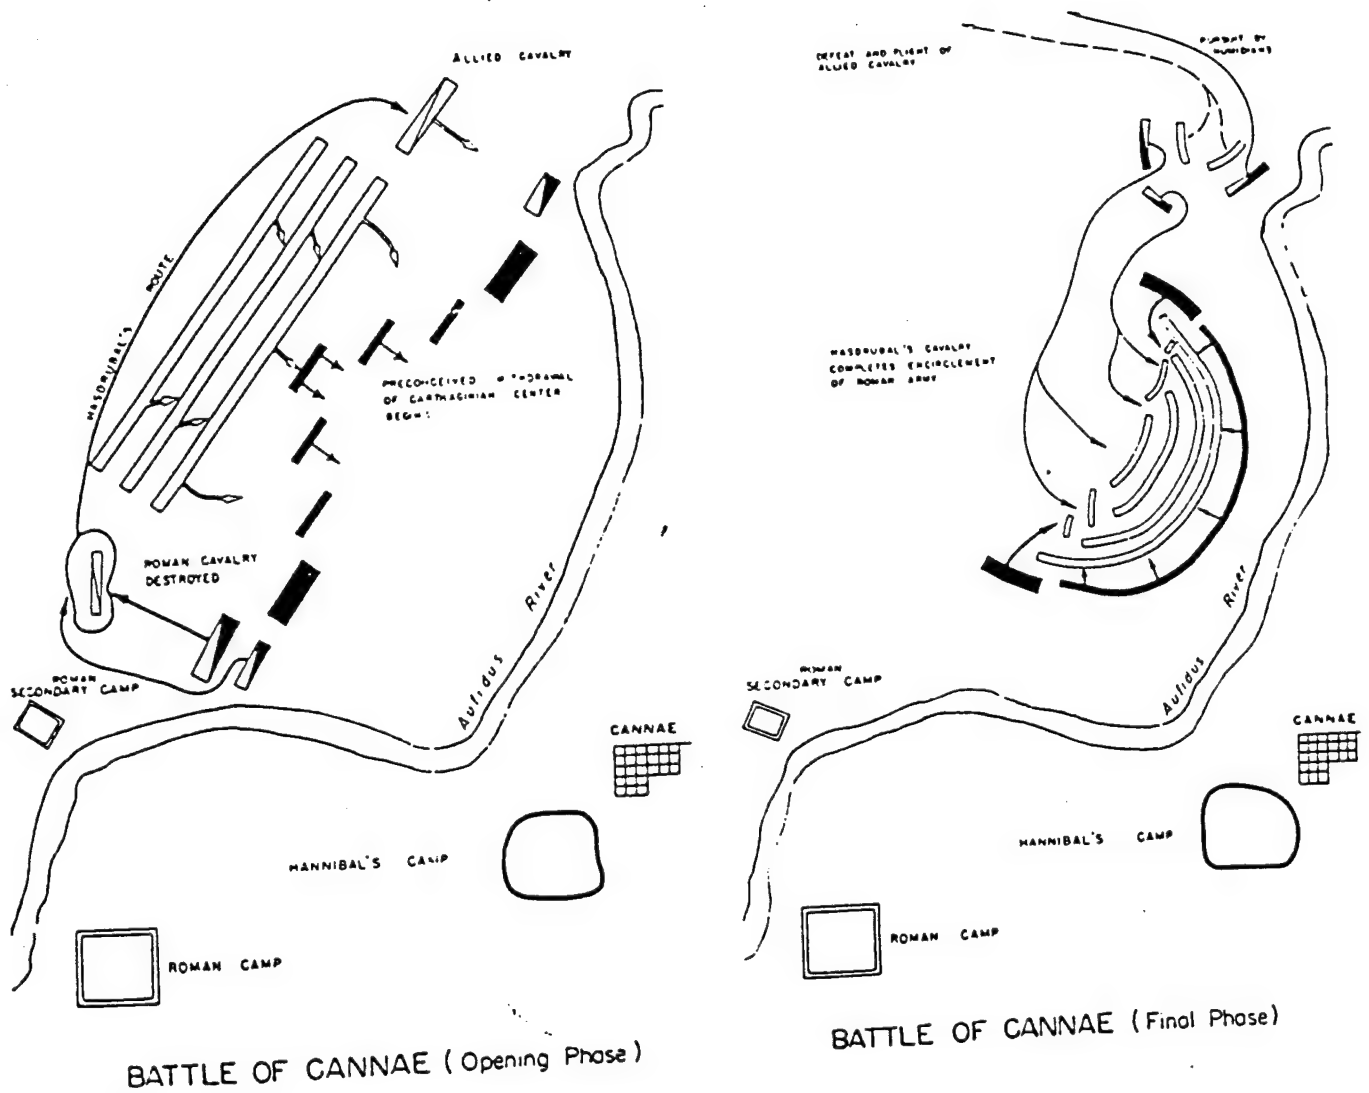 ALLIED CAVALRY
HASDRUBAL'S ROUTE
PRECONCEIVED WITHDRAWAL
OF CARTHAGINIAN CENTER
BEGINS
ROMAN CAVALRY
DESTROYED
ROMAN
SECONDARY CAMP
Aufidus River
CANNAE
HANNIBAL'S CAMP
ROMAN CAMP
BATTLE OF CANNAE (Opening Phase)
DEFEAT AND FLIGHT OF
ALLIED CAVALRY
PURSUIT BY
NUMIDIANS
HASDRUBAL'S CAVALRY
COMPLETES ENCIRCLEMENT
OF ROMAN ARMY
ROMAN
SECONDARY CAMP
Aufidus River
CANNAE
HANNIBAL'S CAMP
ROMAN CAMP
BATTLE OF CANNAE (Final Phase)